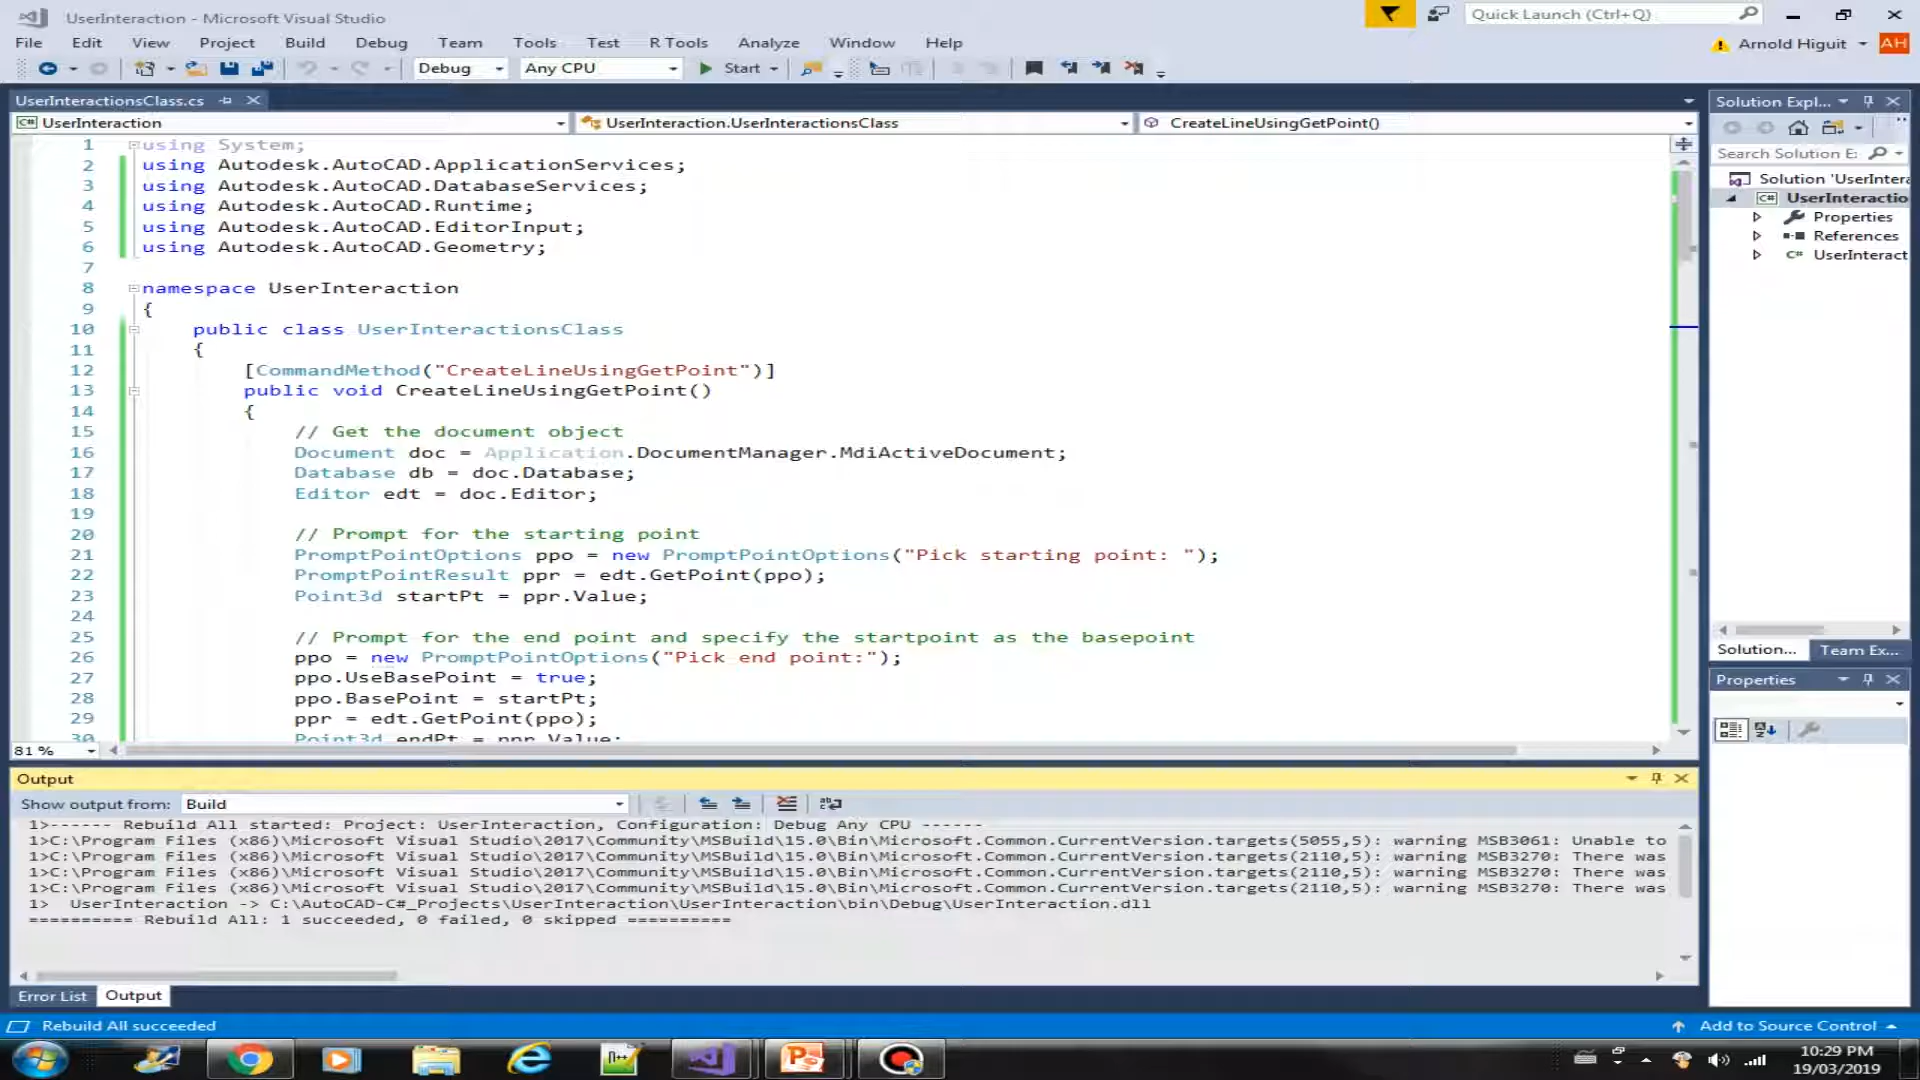 UserInteraction - Microsoft Visual Studio
Quick Launch (Ctrl+Q)
File Edit View Project Build Debug Team Tools Test R Tools Analyze Window Help
Arnold Higuit AH
Debug Any CPU Start
UserInteractionsClass.cs
C# UserInteraction UserInteraction.UserInteractionsClass CreateLineUsingGetPoint()
1 using System;
2 using Autodesk.AutoCAD.ApplicationServices;
3 using Autodesk.AutoCAD.DatabaseServices;
4 using Autodesk.AutoCAD.Runtime;
5 using Autodesk.AutoCAD.EditorInput;
6 using Autodesk.AutoCAD.Geometry;
7
8 namespace UserInteraction
9 {
10 public class UserInteractionsClass
11 {
12 [CommandMethod("CreateLineUsingGetPoint")]
13 public void CreateLineUsingGetPoint()
14 {
15 // Get the document object
16 Document doc = Application.DocumentManager.MdiActiveDocument;
17 Database db = doc.Database;
18 Editor edt = doc.Editor;
19
20 // Prompt for the starting point
21 PromptPointOptions ppo = new PromptPointOptions("Pick starting point: ");
22 PromptPointResult ppr = edt.GetPoint(ppo);
23 Point3d startPt = ppr.Value;
24
25 // Prompt for the end point and specify the startpoint as the basepoint
26 ppo = new PromptPointOptions("Pick end point:");
27 ppo.UseBasePoint = true;
28 ppo.BasePoint = startPt;
29 ppr = edt.GetPoint(ppo);
30 Point3d endPt = ppr.Value;
81 %
Solution Expl...
Search Solution E:
Solution 'UserIntera
C# UserInteractio
Properties
References
C# UserInteract
Solution... Team Ex...
Properties
Output
Show output from: Build
1>------ Rebuild All started: Project: UserInteraction, Configuration: Debug Any CPU ------
1>C:\Program Files (x86)\Microsoft Visual Studio\2017\Community\MSBuild\15.0\Bin\Microsoft.Common.CurrentVersion.targets(5055,5): warning MSB3061: Unable to
1>C:\Program Files (x86)\Microsoft Visual Studio\2017\Community\MSBuild\15.0\Bin\Microsoft.Common.CurrentVersion.targets(2110,5): warning MSB3270: There was
1>C:\Program Files (x86)\Microsoft Visual Studio\2017\Community\MSBuild\15.0\Bin\Microsoft.Common.CurrentVersion.targets(2110,5): warning MSB3270: There was
1>C:\Program Files (x86)\Microsoft Visual Studio\2017\Community\MSBuild\15.0\Bin\Microsoft.Common.CurrentVersion.targets(2110,5): warning MSB3270: There was
1> UserInteraction -> C:\AutoCAD-C#_Projects\UserInteraction\UserInteraction\bin\Debug\UserInteraction.dll
========== Rebuild All: 1 succeeded, 0 failed, 0 skipped ==========
Error List Output
Rebuild All succeeded
Add to Source Control
10:29 PM
19/03/2019